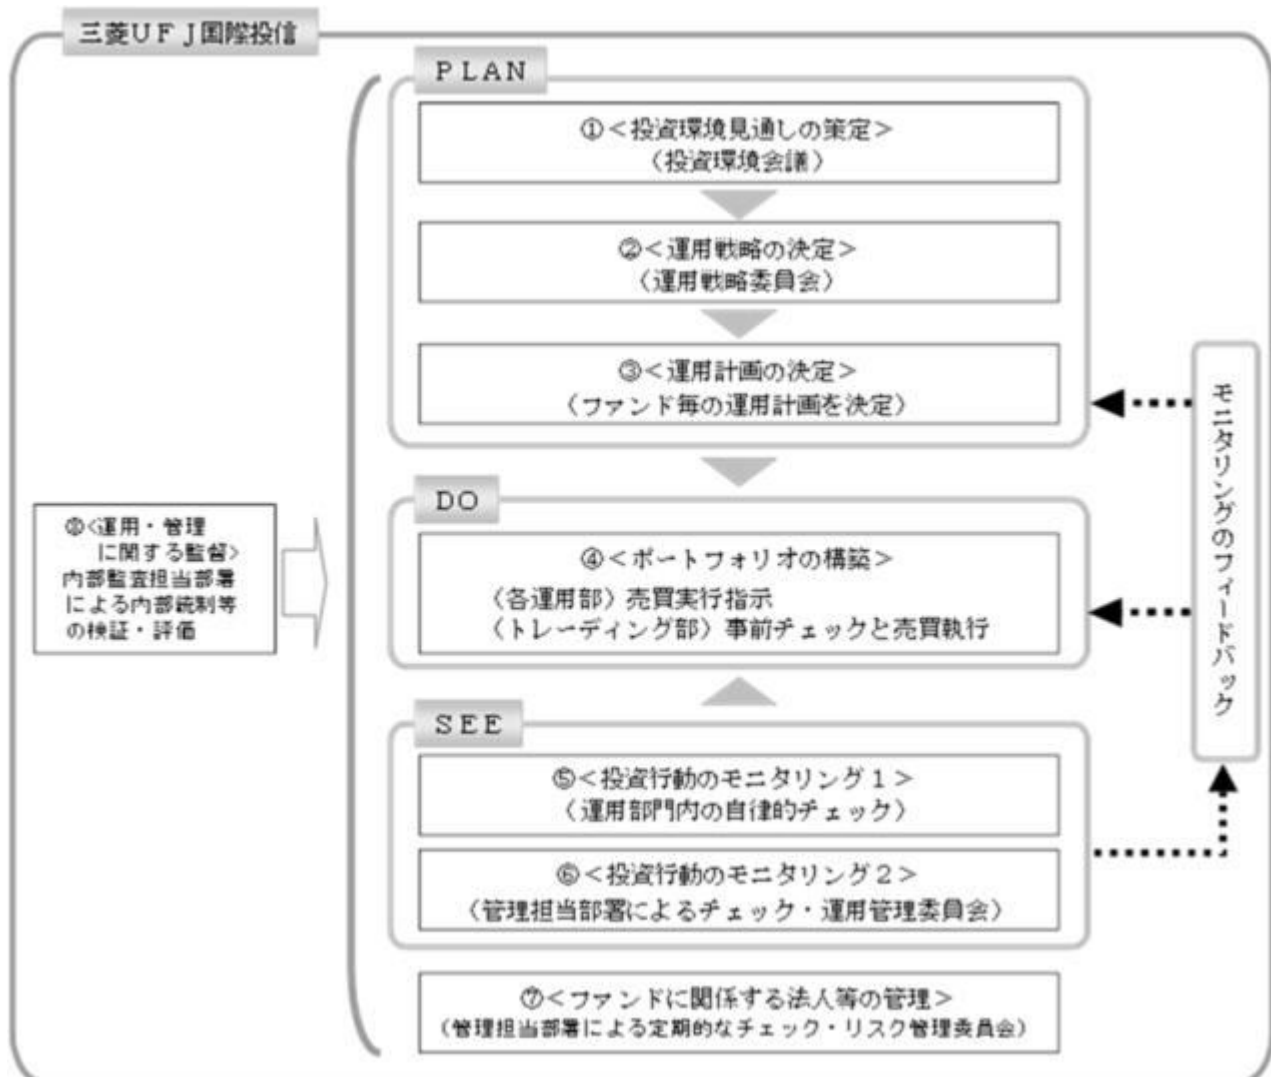 三菱UFJ国際投信
PLAN
①<投資環境見通しの策定>
(投資環境会議)
②<運用戦略の決定>
(運用戦略委員会)
③<運用計画の決定>
(ファンド毎の運用計画を決定)
DO
④<ポートフォリオの構築>
(各運用部)売買実行指示
(トレーディング部)事前チェックと売買執行
SEE
⑤<投資行動のモニタリング1>
(運用部門内の自律的チェック)
⑥<投資行動のモニタリング2>
(管理担当部署によるチェック・運用管理委員会)
⑦<ファンドに関係する法人等の管理>
(管理担当部署による定期的なチェック・リスク管理委員会)
⑧<運用・管理
に関する監督>
内部監査担当部署
による内部統制等
の検証・評価
モニタリングのフィードバック